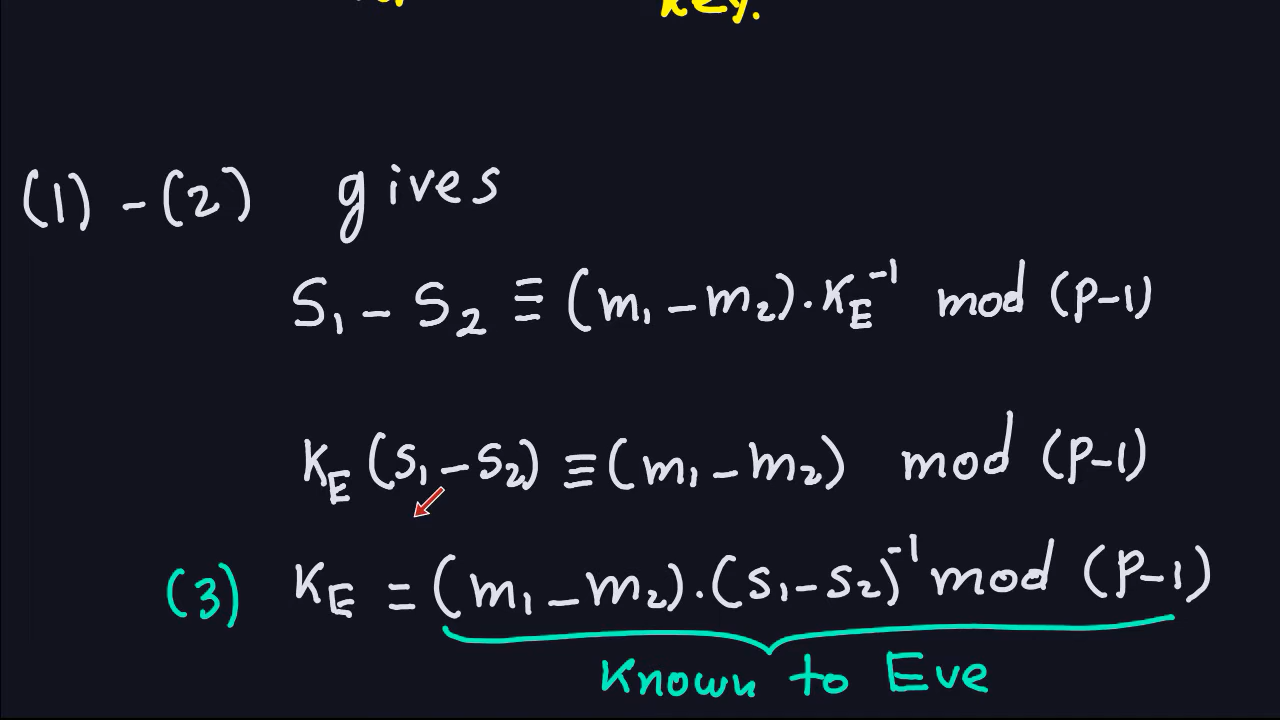 key.
(1) - (2) gives
S₁ - S₂ ≡ (m₁ - m₂) . K_E⁻¹ mod (p-1)
K_E (S₁ - S₂) ≡ (m₁ - m₂) mod (p-1)
(3) K_E = (m₁ - m₂) . (S₁ - S₂)⁻¹ mod (p-1)
Known to Eve